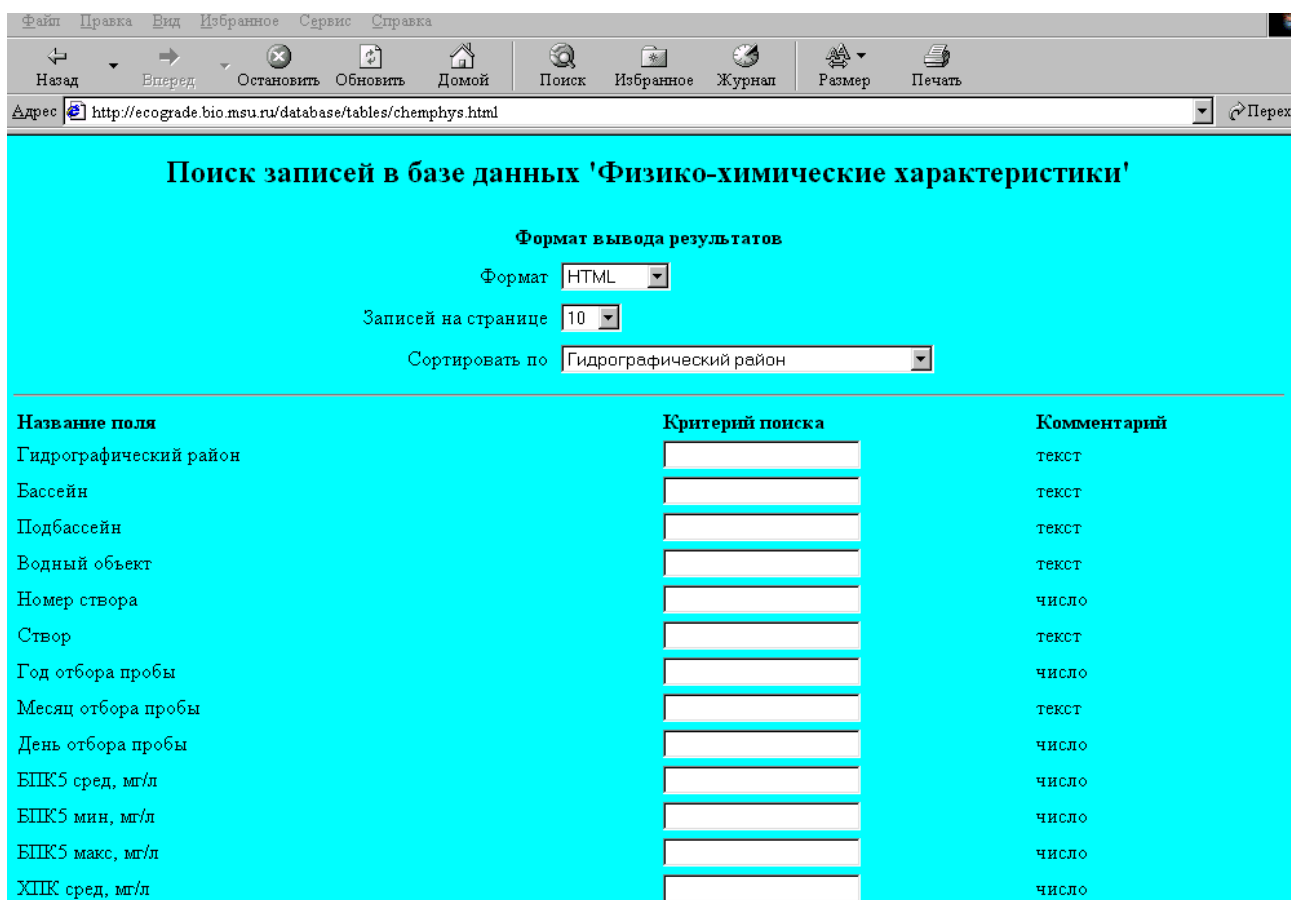 Файл Правка Вид Избранное Сервис Справка
Назад Вперед Остановить Обновить Домой Поиск Избранное Журнал Размер Печать
Адрес http://ecograde.bio.msu.ru/database/tables/chemphys.html Перех
Поиск записей в базе данных 'Физико-химические характеристики'
Формат вывода результатов
Формат HTML
Записей на странице 10
Сортировать по Гидрографический район
Название поля Критерий поиска Комментарий
Гидрографический район текст
Бассейн текст
Подбассейн текст
Водный объект текст
Номер створа число
Створ текст
Год отбора пробы число
Месяц отбора пробы текст
День отбора пробы число
БПК5 сред, мг/л число
БПК5 мин, мг/л число
БПК5 макс, мг/л число
ХПК сред, мг/л число